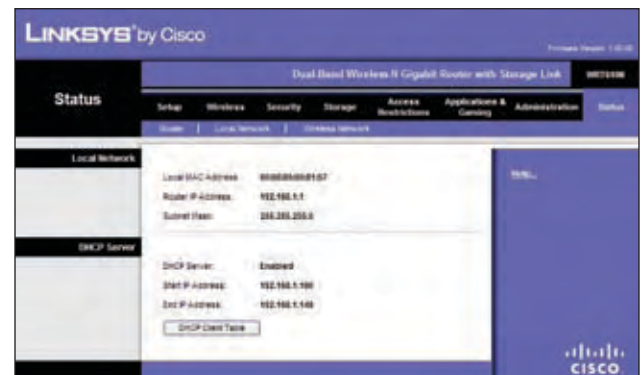 LINKSYS® by Cisco
Firmware Version:
Dual-Band Wireless-N Gigabit Router with Storage Link
Status
Setup Wireless Security Storage Access Restrictions Applications & Gaming Administration Status
Router | Local Network | Wireless Network
Local Network
Local MAC Address:
Router IP Address: 192.168.1.1
Subnet Mask: 255.255.255.0
Help...
DHCP Server
DHCP Server: Enabled
Start IP Address: 192.168.1.100
End IP Address: 192.168.1.149
DHCP Client Table
CISCO